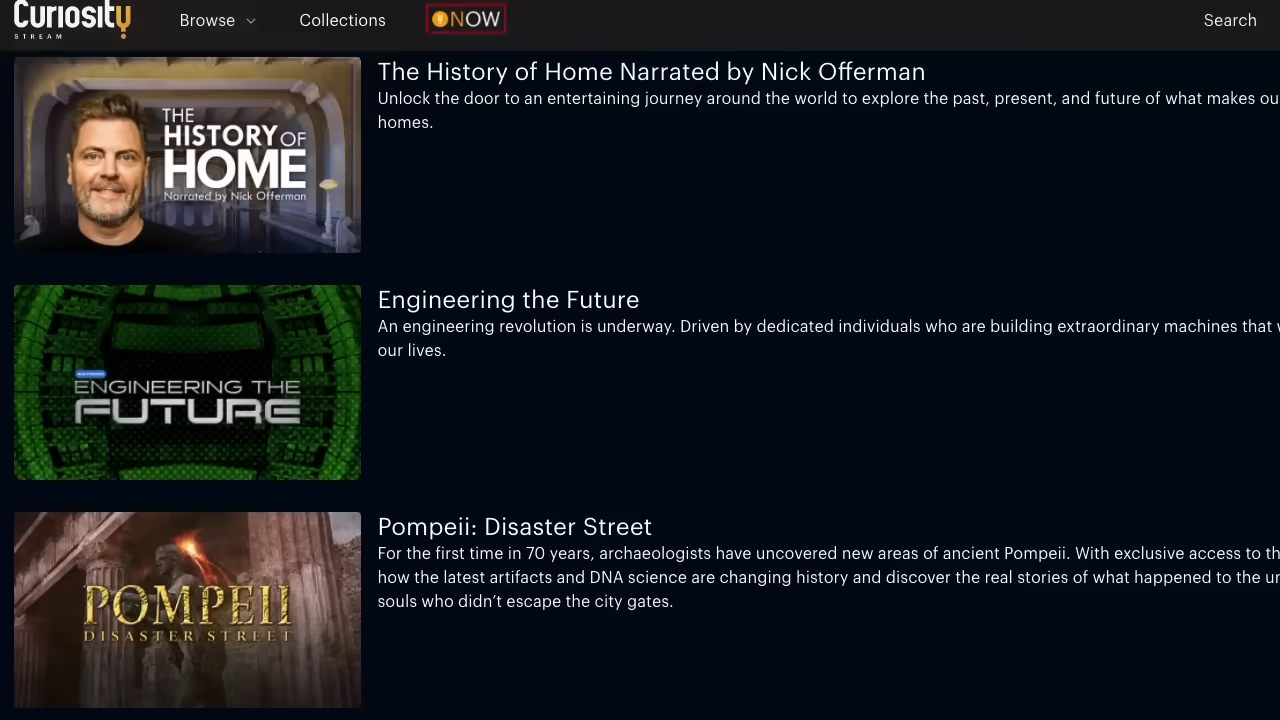 Curiosity
STREAM
Browse
Collections
NOW
Search
THE
HISTORY OF
HOME
Narrated by Nick Offerman
The History of Home Narrated by Nick Offerman
Unlock the door to an entertaining journey around the world to explore the past, present, and future of what makes ou
homes.
ENGINEERING THE
FUTURE
Engineering the Future
An engineering revolution is underway. Driven by dedicated individuals who are building extraordinary machines that
our lives.
POMPEII
DISASTER STREET
Pompeii: Disaster Street
For the first time in 70 years, archaeologists have uncovered new areas of ancient Pompeii. With exclusive access to th
how the latest artifacts and DNA science are changing history and discover the real stories of what happened to the
souls who didn’t escape the city gates.